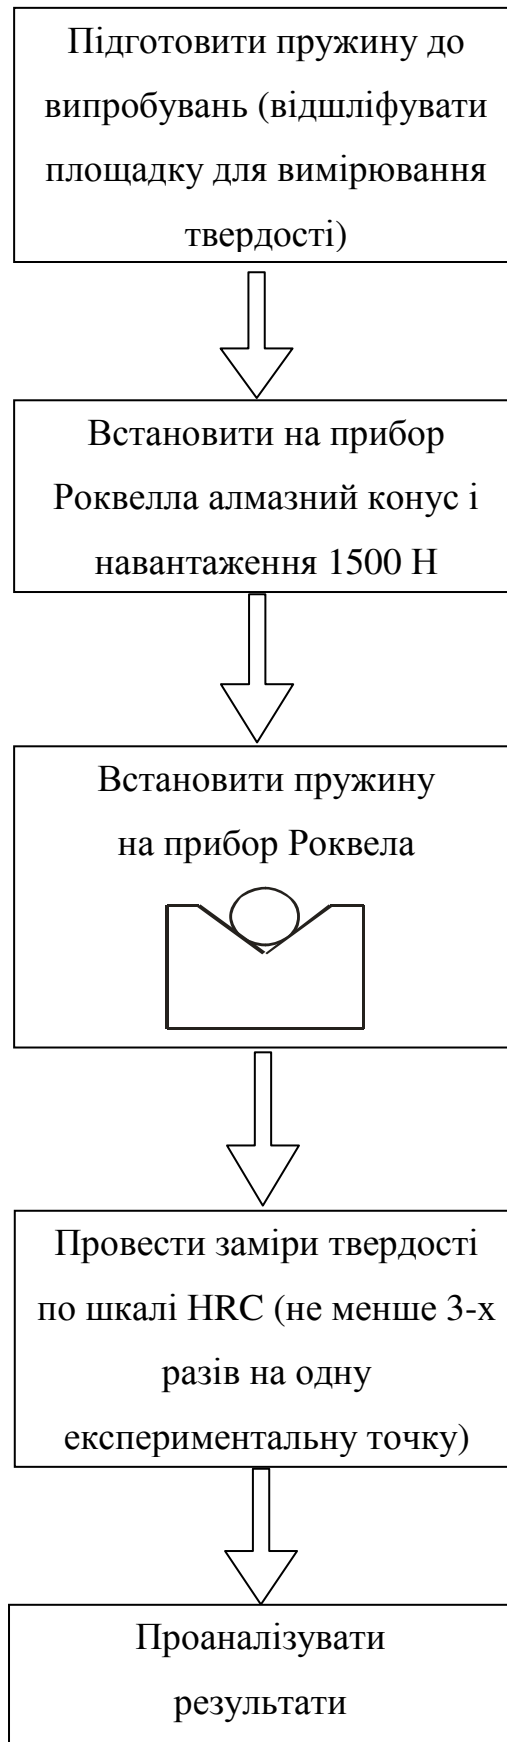 Підготовити пружину до
випробувань (відшліфувати
площадку для вимірювання
твердості)
Встановити на прибор
Роквелла алмазний конус і
навантаження 1500 Н
Встановити пружину
на прибор Роквела
Провести заміри твердості
по шкалі HRC (не менше 3-х
разів на одну
експериментальну точку)
Проаналізувати
результати